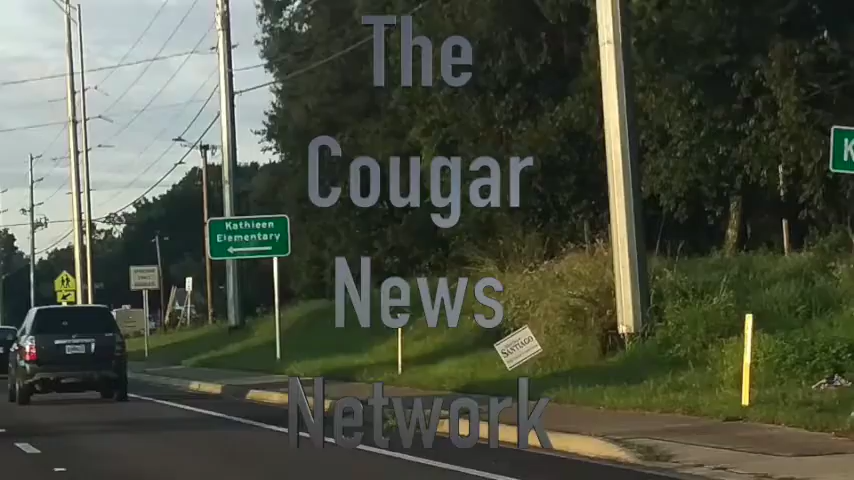 The
Cougar
News
Network
Kathleen
Elementary
SANTIAGO
K